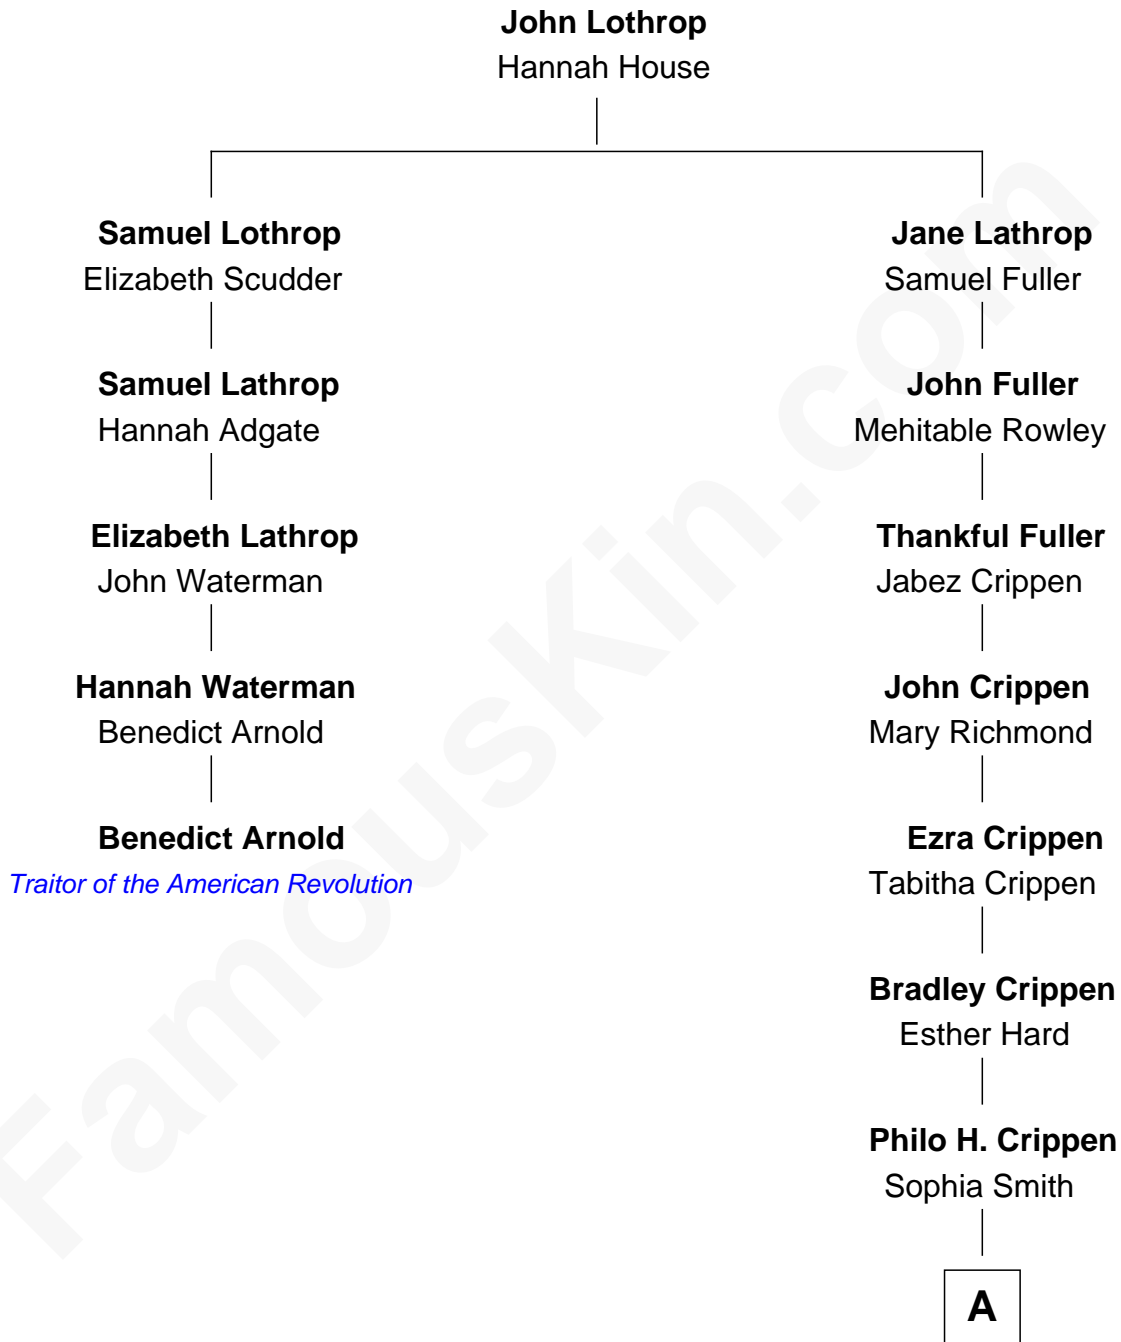 John Lothrop
Hannah House
Samuel Lothrop
Elizabeth Scudder
Jane Lathrop
Samuel Fuller
Samuel Lathrop
Hannah Adgate
John Fuller
Mehitable Rowley
Elizabeth Lathrop
John Waterman
Thankful Fuller
Jabez Crippen
Hannah Waterman
Benedict Arnold
John Crippen
Mary Richmond
Benedict Arnold
Traitor of the American Revolution
Ezra Crippen
Tabitha Crippen
Bradley Crippen
Esther Hard
Philo H. Crippen
Sophia Smith
A
FamousKin.com